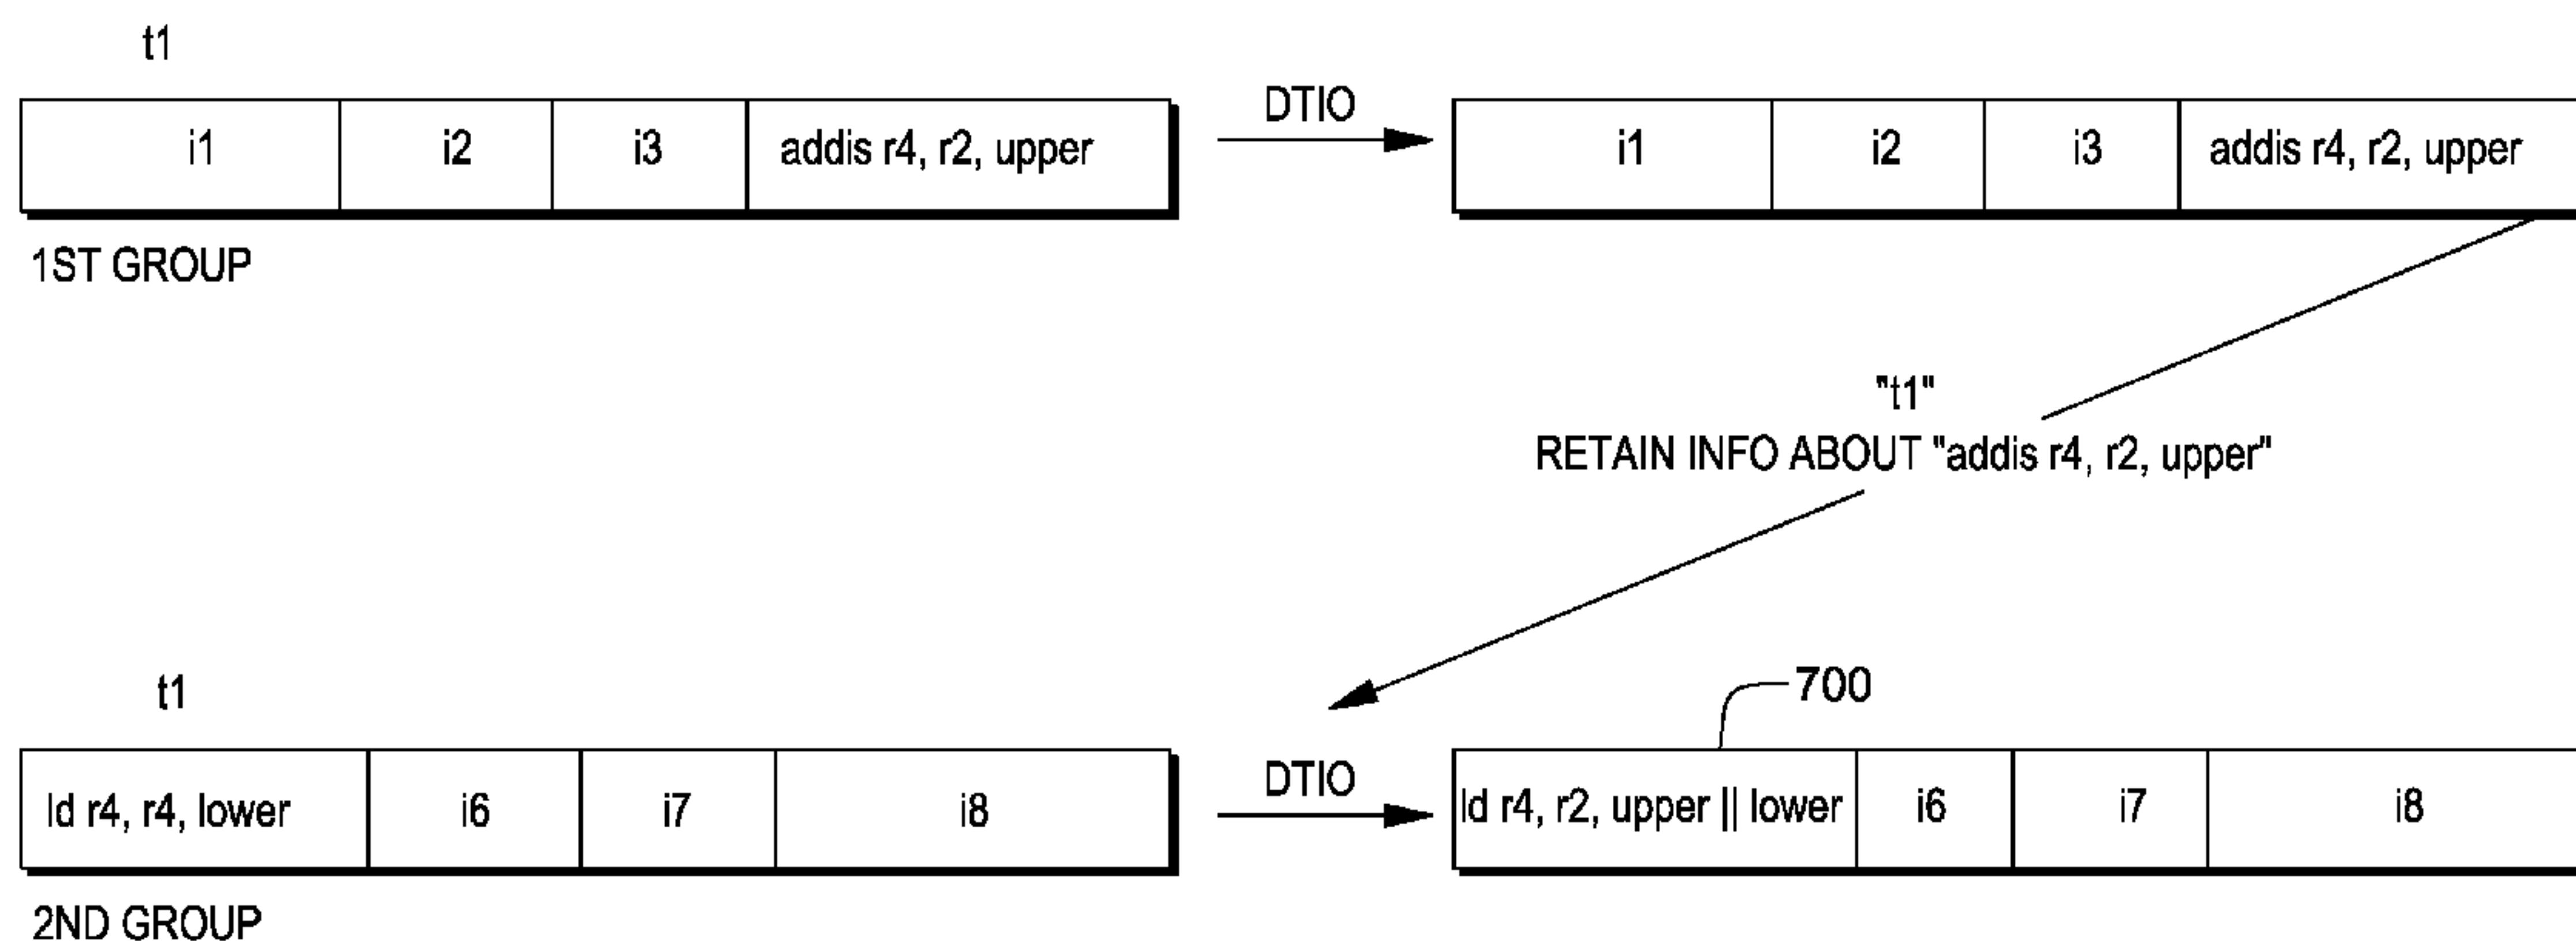 t1
i1 i2 i3 addis r4, r2, upper DTIO i1 i2 i3 addis r4, r2, upper
1ST GROUP
"t1"
RETAIN INFO ABOUT "addis r4, r2, upper"
t1
700
ld r4, r4, lower i6 i7 i8 DTIO ld r4, r2, upper || lower i6 i7 i8
2ND GROUP